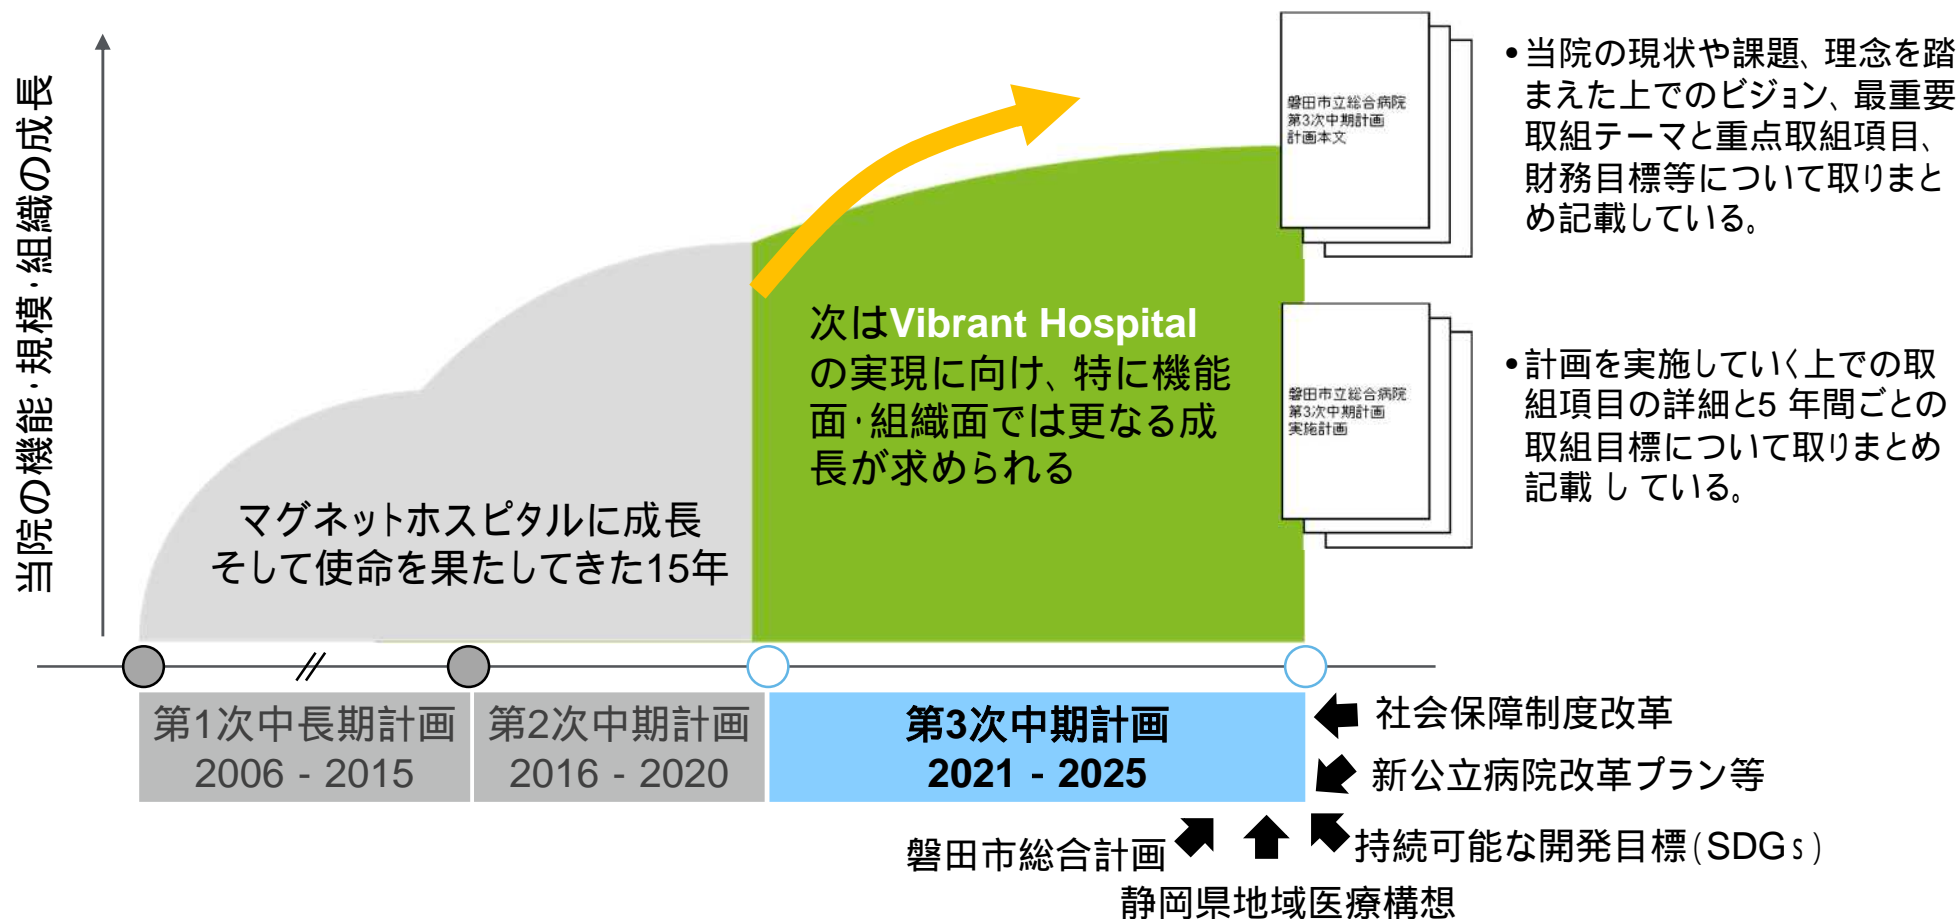 当院の機能・規模・組織の成長
磐田市立総合病院
第3次中期計画
計画本文
•当院の現状や課題、理念を踏
まえた上でのビジョン、最重要
取組テーマと重点取組項目、
財務目標等について取りまと
め記載している。
次はVibrant Hospital
の実現に向け、特に機能
面・組織面では更なる成
長が求められる
磐田市立総合病院
第3次中期計画
実施計画
•計画を実施していく上での取
組項目の詳細と5 年間ごとの
取組目標について取りまとめ
記載 し ている。
マグネットホスピタルに成長
そして使命を果たしてきた15年
第1次中長期計画
2006 - 2015
第2次中期計画
2016 - 2020
第3次中期計画
2021 - 2025
社会保障制度改革
新公立病院改革プラン等
持続可能な開発目標(SDGs)
磐田市総合計画
静岡県地域医療構想